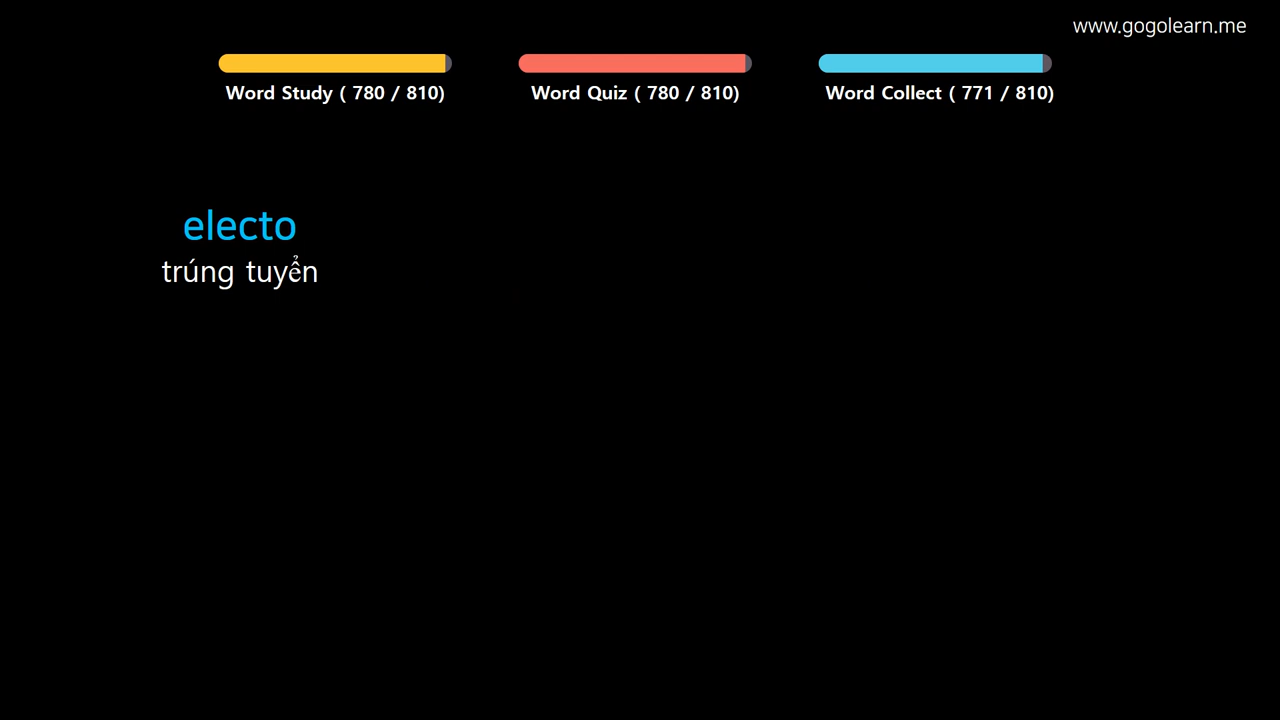 www.gogolearn.me
Word Study ( 780 / 810)
Word Quiz ( 780 / 810)
Word Collect ( 771 / 810)
electo
trúng tuyển